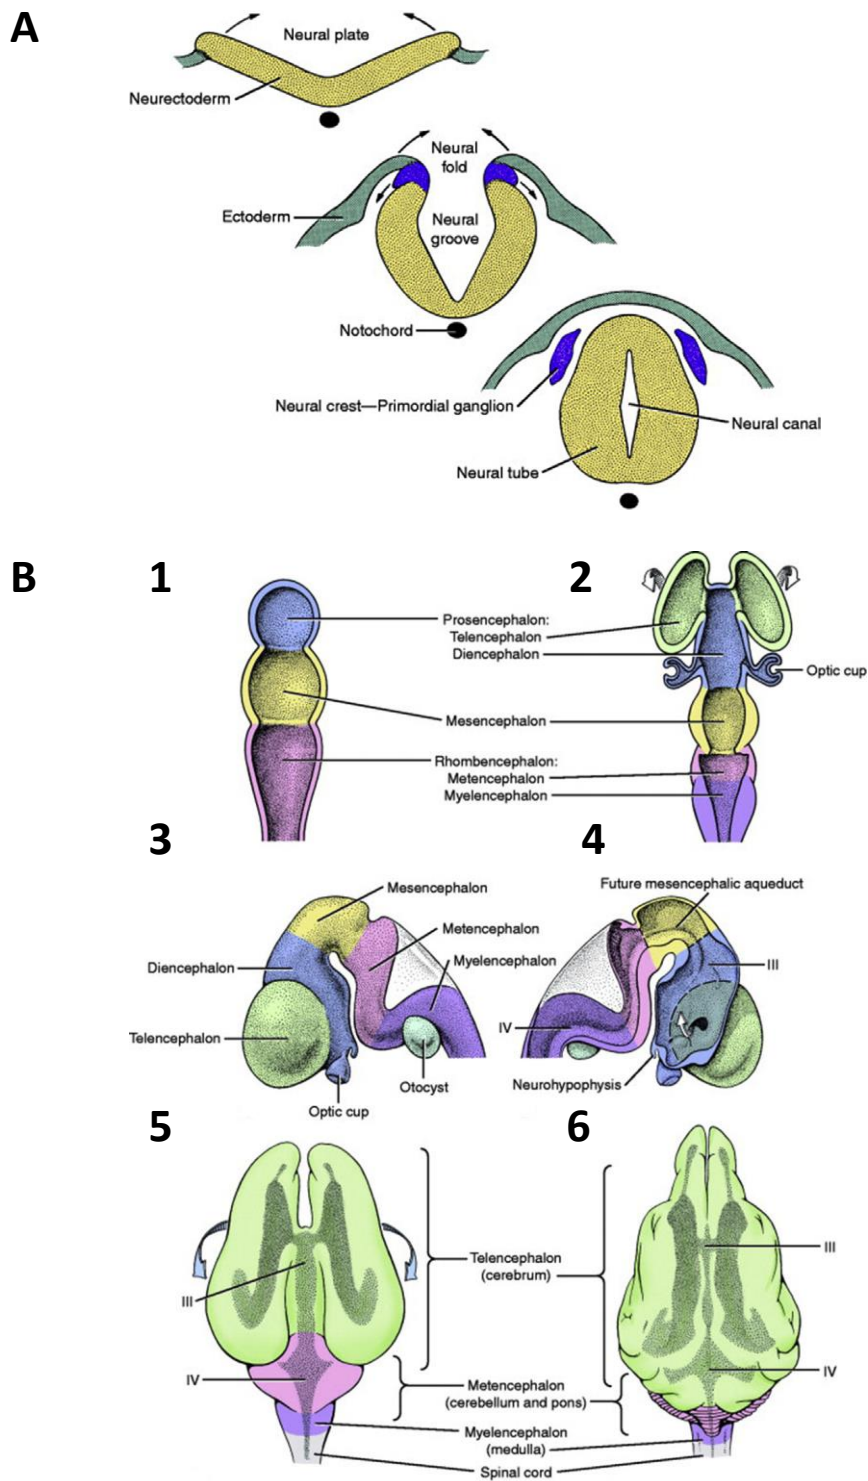 A
Neural plate
Neurectoderm
Neural
fold
Ectoderm
Neural
groove
Notochord
Neural crest—Primordial ganglion
Neural canal
Neural tube
B
1
2
Prosencephalon:
Telencephalon
Diencephalon
Optic cup
Mesencephalon
Rhombencephalon:
Metencephalon
Myelencephalon
3
4
Mesencephalon
Future mesencephalic aqueduct
Metencephalon
Myelencephalon
Diencephalon
III
IV
Telencephalon
Otocyst
Neurohypophysis
Optic cup
5
6
III
Telencephalon
(cerebrum)
III
IV
IV
Metencephalon
(cerebellum and pons)
Myelencephalon
(medulla)
Spinal cord